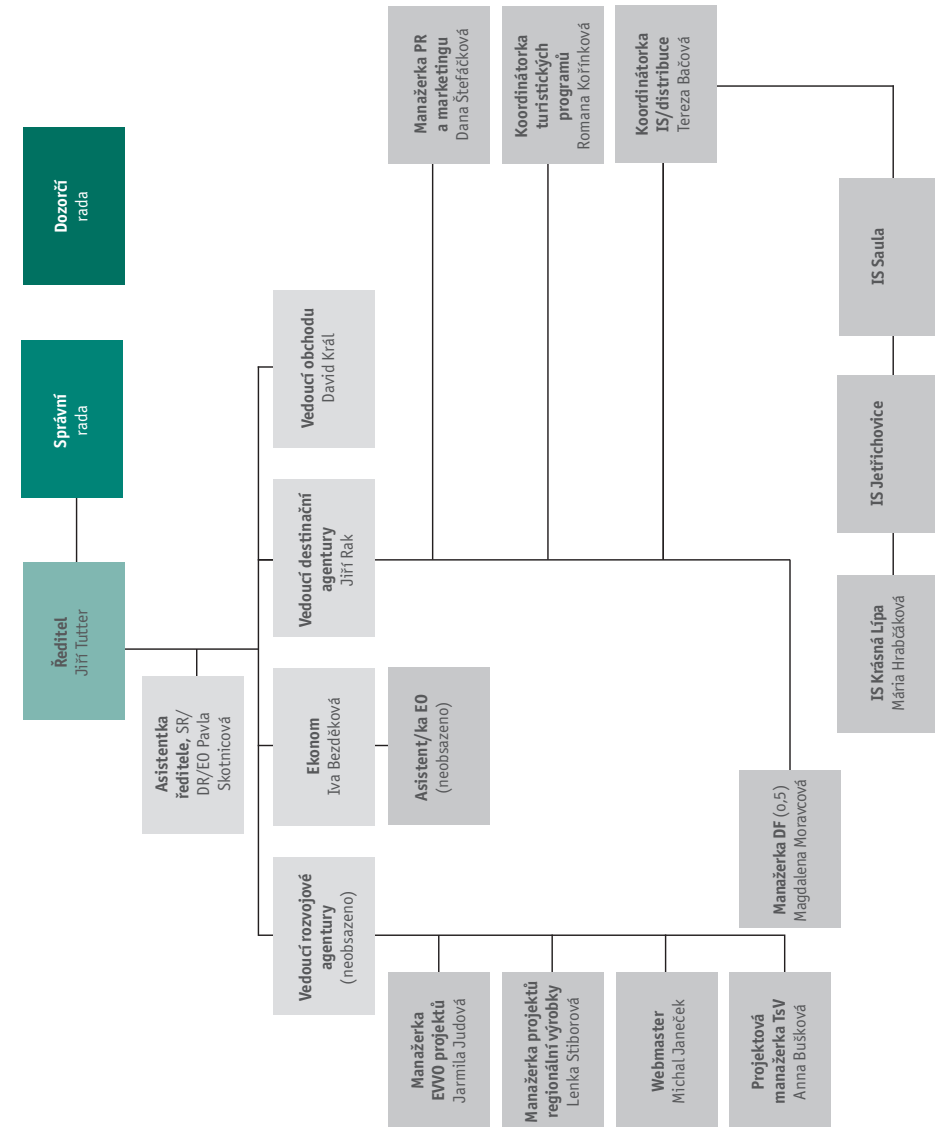 Dozorčí
rada
Správní
rada
Ředitel
Jiří Tutter
Asistentka
ředitele, SR/
DR/EO Pavla
Skotnicová
Vedoucí rozvojové
agentury
(neobsazeno)
Ekonom
Iva Bezděková
Vedoucí destinační
agentury
Jiří Rak
Vedoucí obchodu
David Král
Asistent/ka EO
(neobsazeno)
Manažerka
EVVO projektů
Jarmila Judová
Manažerka projektů
regionální výrobky
Lenka Stiborová
Webmaster
Michal Janeček
Projektová
manažerka TsV
Anna Bušková
Manažerka PR
a marketingu
Dana Štefáčková
Koordinátorka
turistických
programů
Romana Kořínková
Koordinátorka
IS/distribuce
Tereza Bačová
Manažerka DF (0,5)
Magdalena Moravcová
IS Krásná Lípa
Mária Hrabčáková
IS Jetřichovice
IS Saula